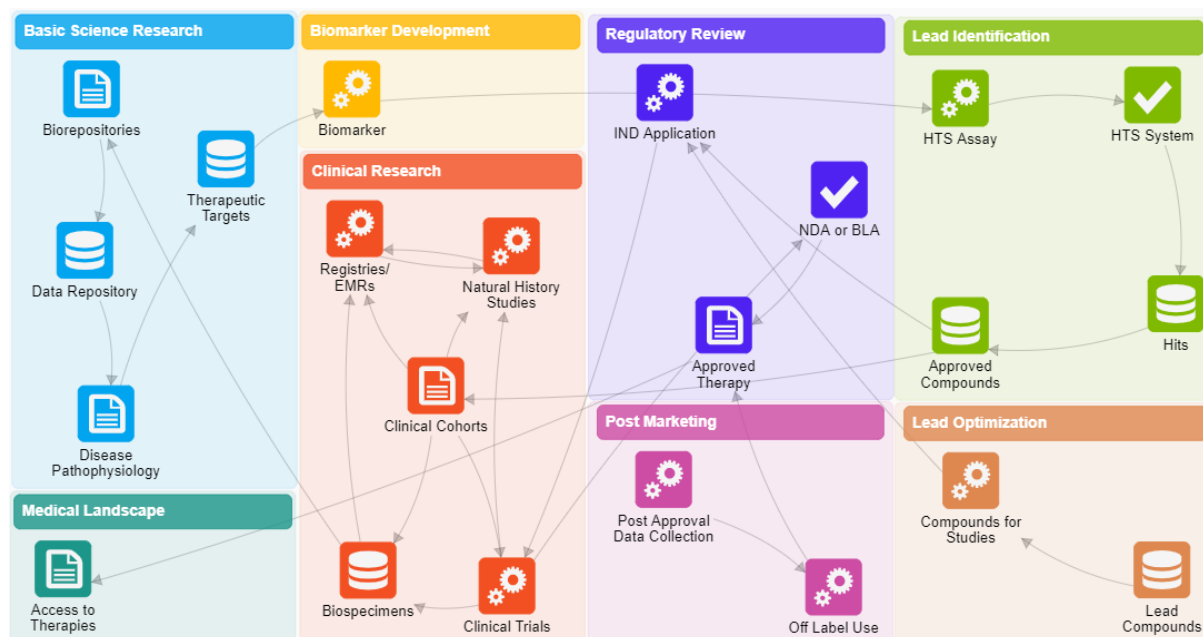 Basic Science Research
Biorepositories
Therapeutic
Targets
Data Repository
Disease
Pathophysiology
Medical Landscape
Access to
Therapies
Biomarker Development
Biomarker
Clinical Research
Registries/
EMRs
Natural History
Studies
Clinical Cohorts
Biospecimens
Clinical Trials
Regulatory Review
IND Application
NDA or BLA
Approved
Therapy
Post Marketing
Post Approval
Data Collection
Off Label Use
Lead Identification
HTS Assay
HTS System
Hits
Approved
Compounds
Lead Optimization
Compounds for
Studies
Lead
Compounds